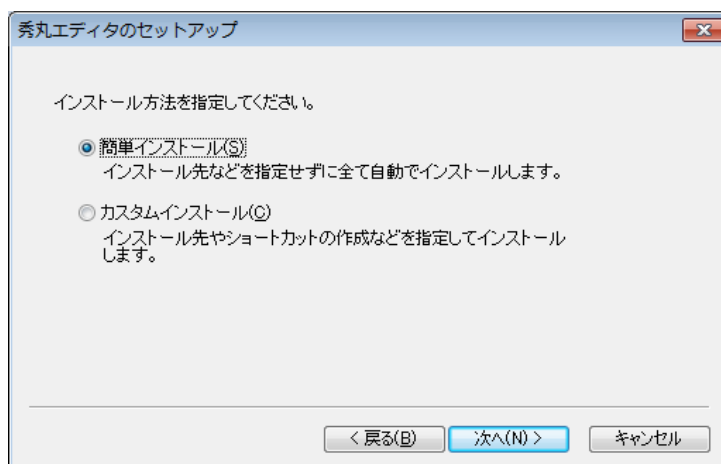 秀丸エディタのセットアップ
インストール方法を指定してください。
簡単インストール(S)
インストール先などを指定せずに全て自動でインストールします。
カスタムインストール(C)
インストール先やショートカットの作成などを指定してインストール
します。
< 戻る(B) 次へ(N) > キャンセル